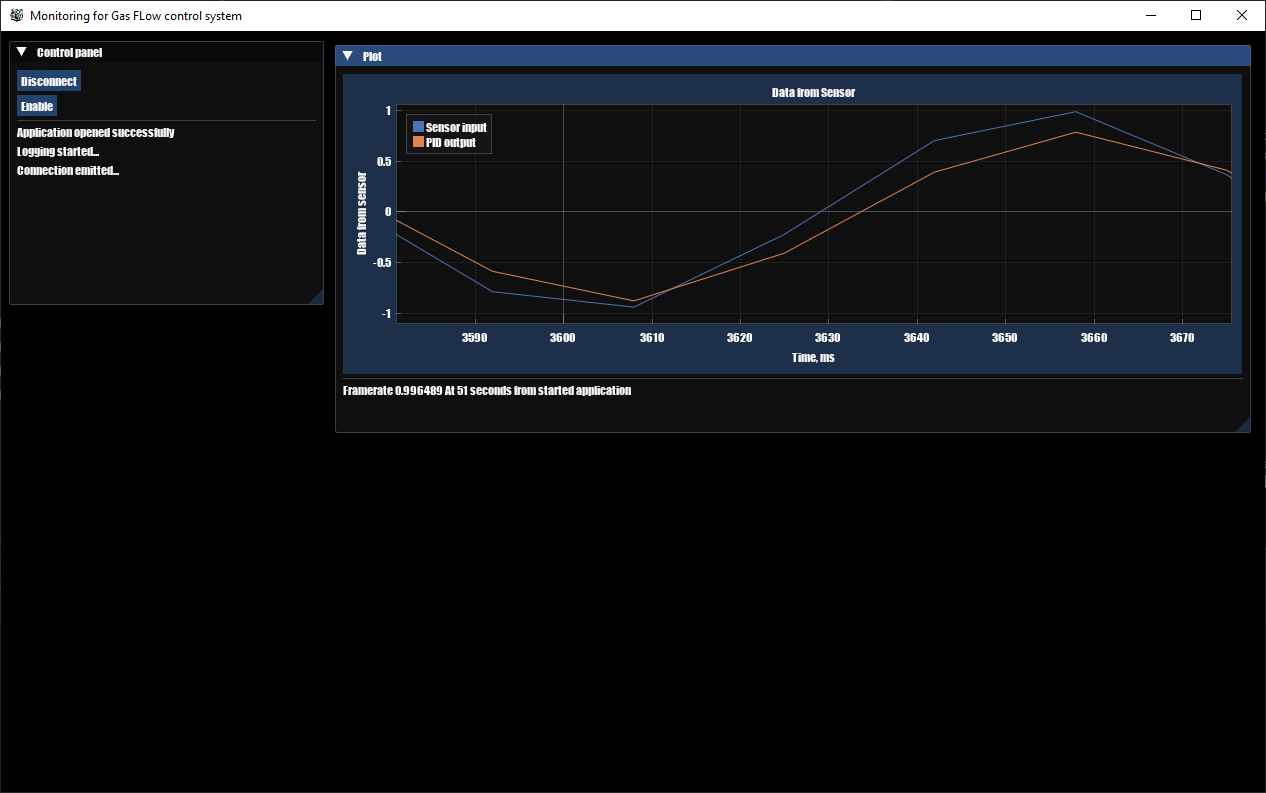 Monitoring for Gas FLow control system
Control panel
Disconnect
Enable
Application opened successfully
Logging started...
Connection emitted...
Plot
Data from Sensor
Sensor input
PID output
Data from sensor
1
0.5
0
-0.5
-1
3590 3600 3610 3620 3630 3640 3650 3660 3670
Time, ms
Framerate 0.996489 At 51 seconds from started application